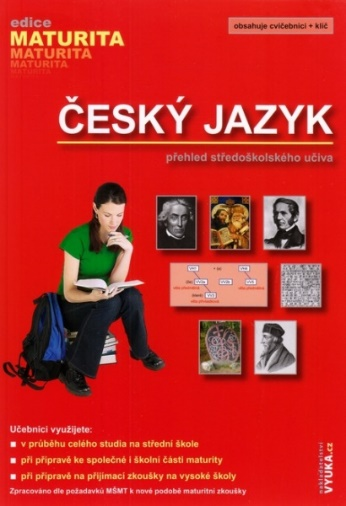 edice
MATURITA
MATURITA
MATURITA
MATURITA
obsahuje cvičebnici + klíč
ČESKÝ JAZYK
přehled středoškolského učiva
Učebnici využijete:
v průběhu celého studia na střední škole
při přípravě ke společné i školní části maturity
při přípravě na přijímací zkoušky na vysoké školy
Zpracováno dle požadavků MŠMT k nové podobě maturitní zkoušky
nakladatelství
VYUKA.cz